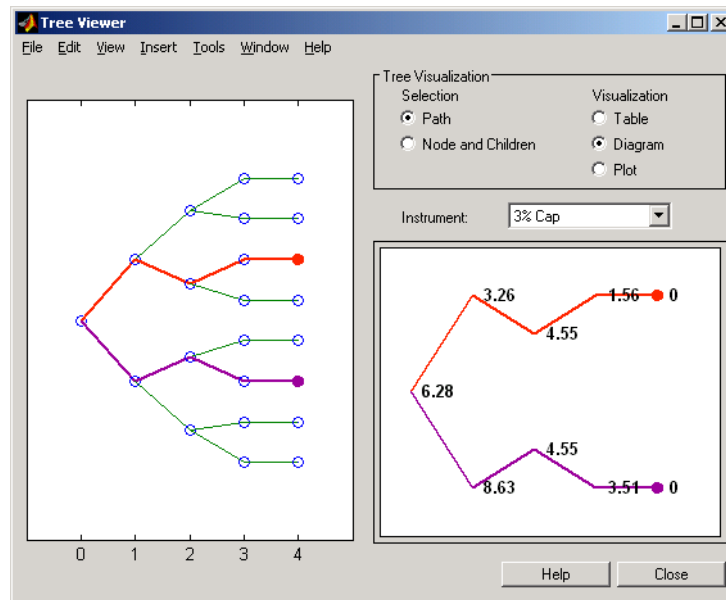 Tree Viewer
File Edit View Insert Tools Window Help
Tree Visualization
Selection Visualization
Path Table
Node and Children Diagram
Plot
Instrument: 3% Cap
3.26 1.56 0
4.55
6.28
4.55
8.63 3.51 0
0 1 2 3 4
Help Close